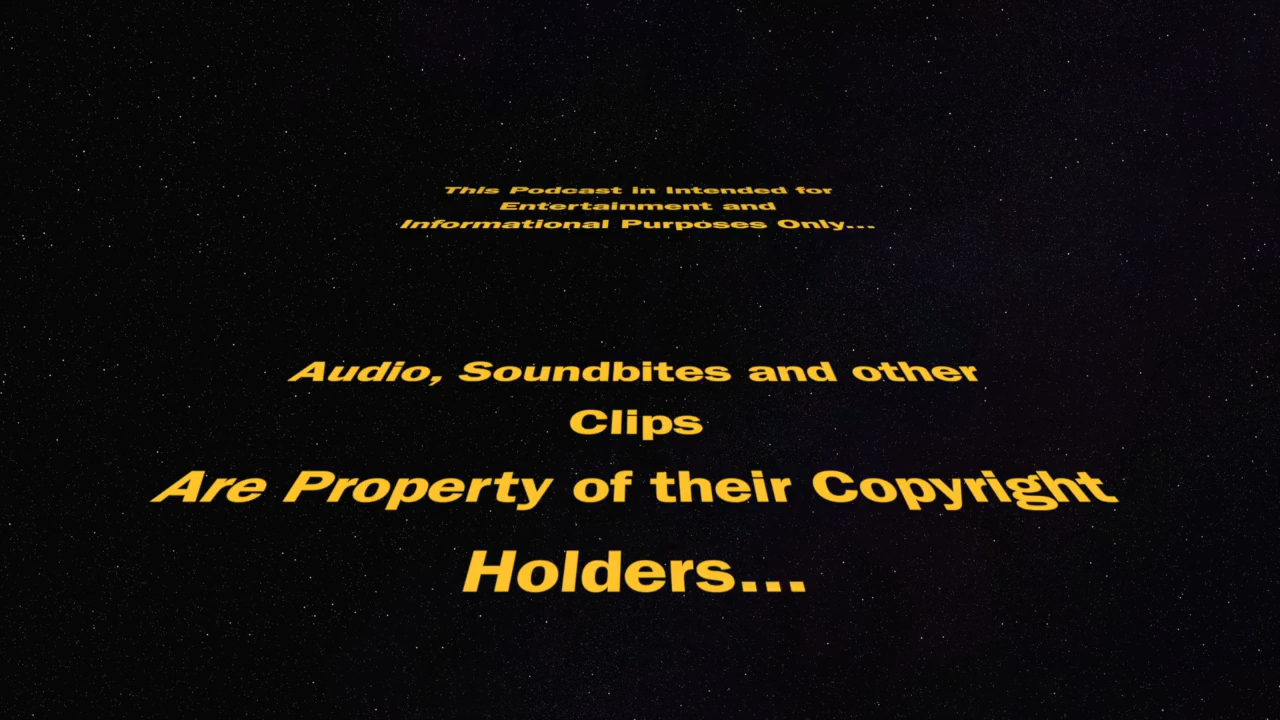 This Podcast in Intended for
Entertainment and
Informational Purposes Only...
Audio, Soundbites and other
Clips
Are Property of their Copyright
Holders...